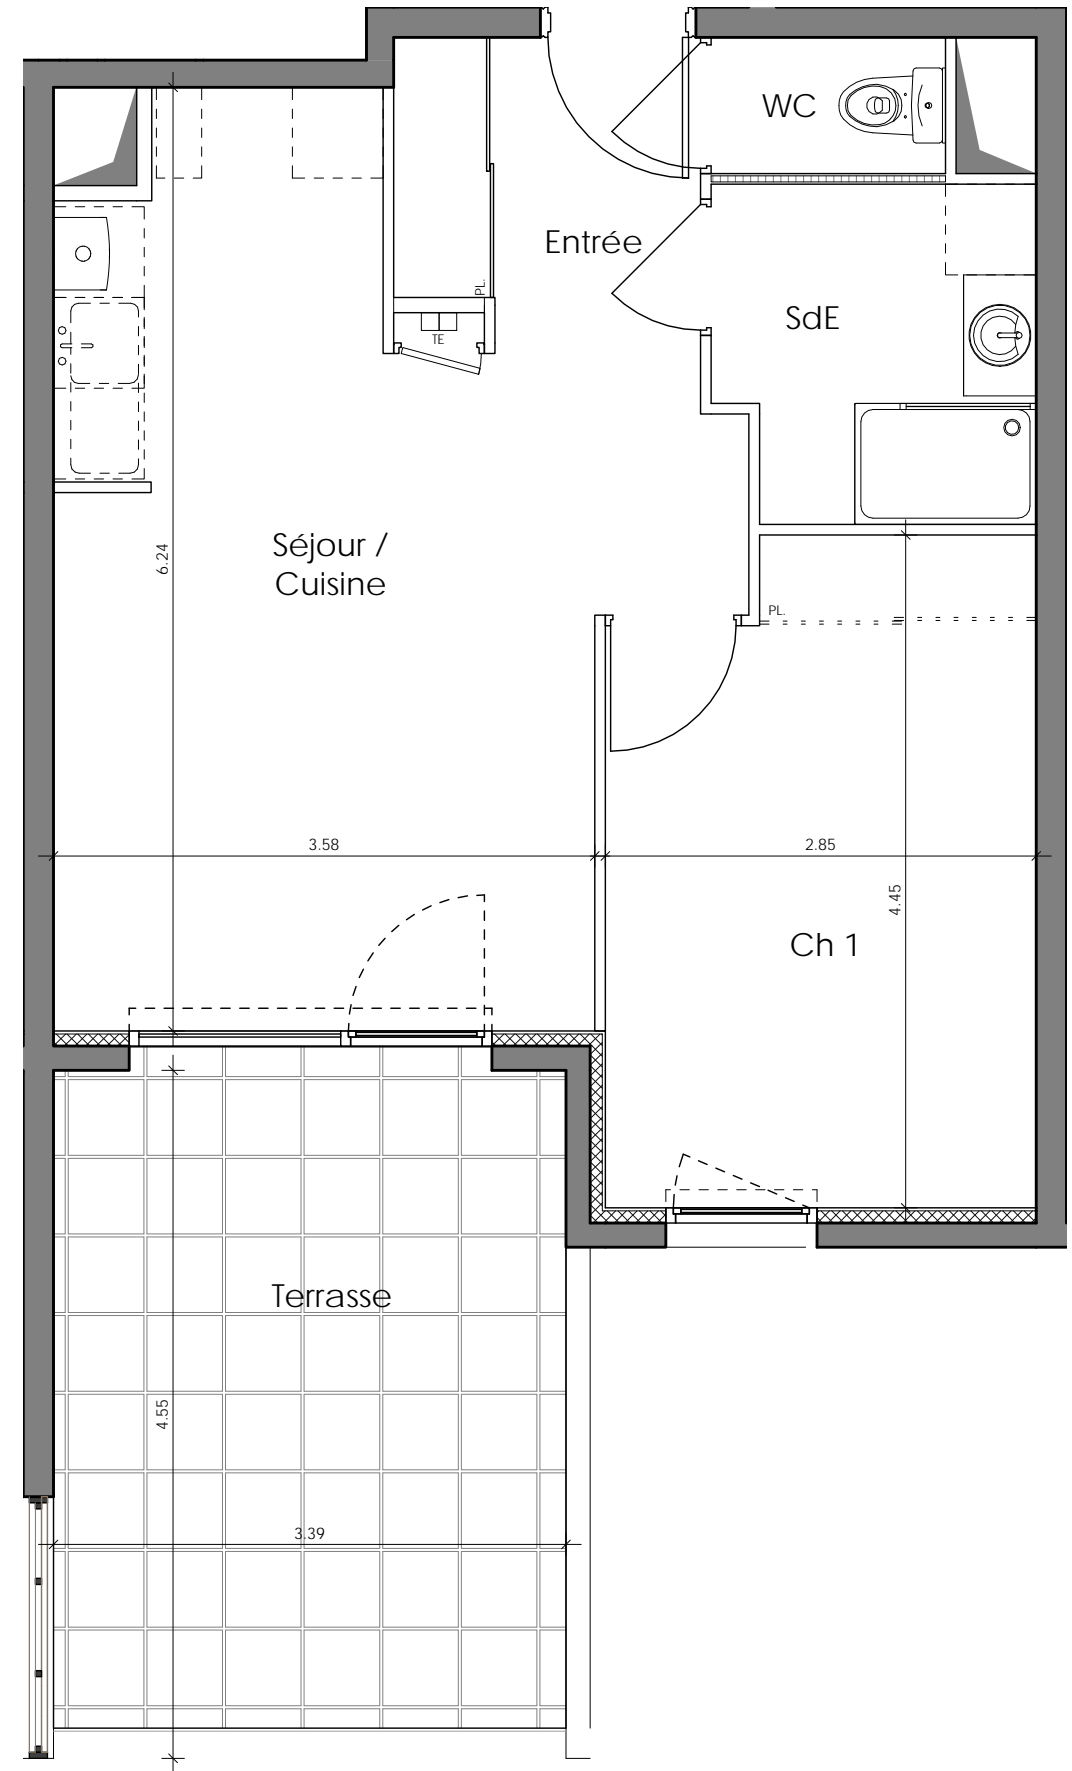 WC
Entrée
PL.
SdE
TE
Séjour /
Cuisine
6.24
PL.
3.58
2.85
4.45
Ch 1
Terrasse
4.55
3.39